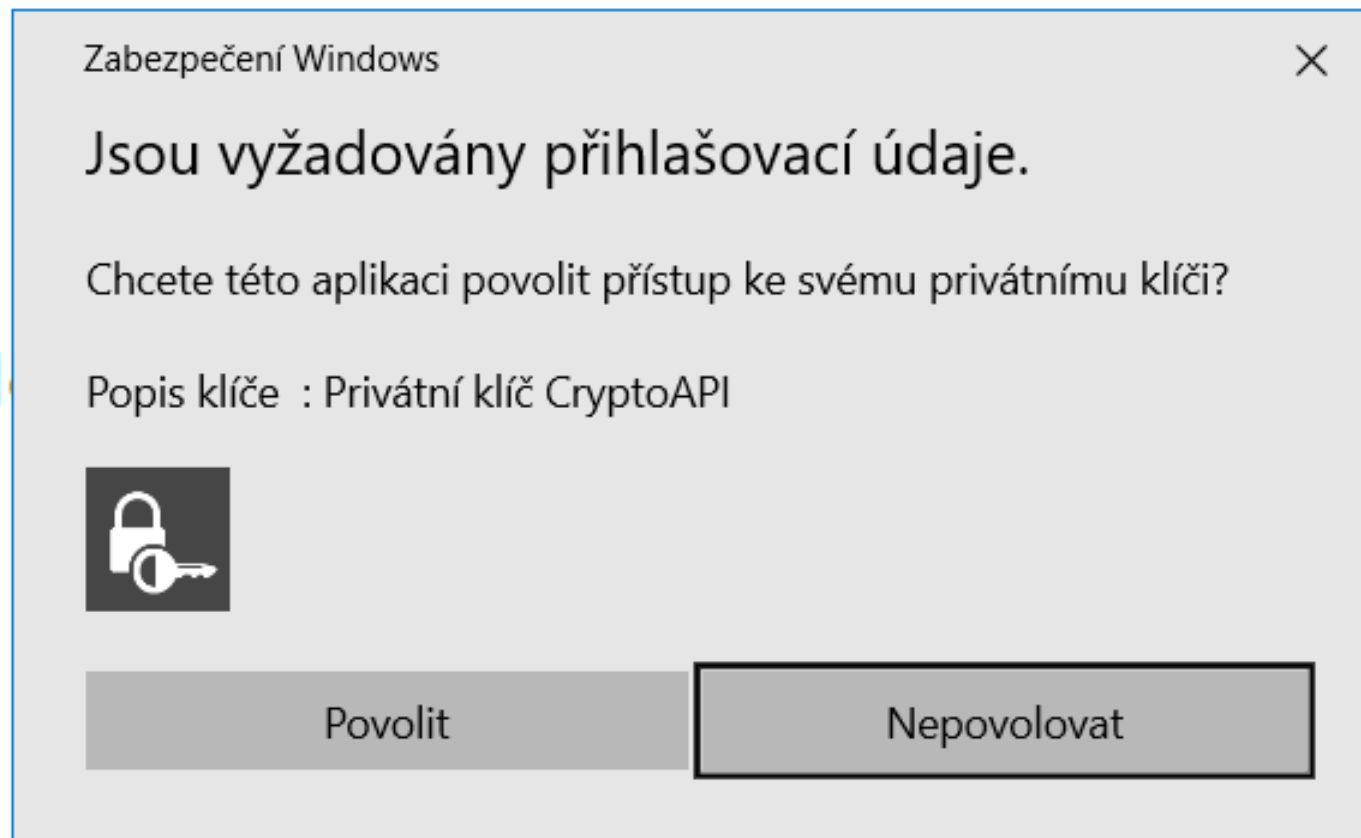 Zabezpečení Windows
Jsou vyžadovány přihlašovací údaje.
Chcete této aplikaci povolit přístup ke svému privátnímu klíči?
Popis klíče : Privátní klíč CryptoAPI
Povolit
Nepovolovat